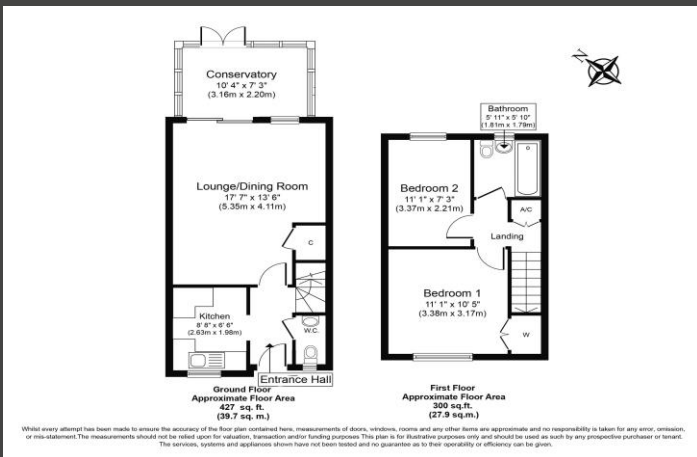 Conservatory
10' 4" x 7' 3"
(3.16m x 2.20m)
N
Bathroom
5' 11" x 5' 10"
(1.81m x 1.79m)
Lounge/Dining Room
17' 7" x 13' 6"
(5.35m x 4.11m)
C
Bedroom 2
11' 1" x 7' 3"
(3.37m x 2.21m)
A/C
Landing
Kitchen
8' 8" x 6' 6"
(2.63m x 1.98m)
W.C.
Entrance Hall
Bedroom 1
11' 1" x 10' 5"
(3.38m x 3.17m)
W
Ground Floor
Approximate Floor Area
427 sq. ft.
(39.7 sq. m.)
First Floor
Approximate Floor Area
300 sq.ft.
(27.9 sq.m.)
Whilst every attempt has been made to ensure the accuracy of the floor plan contained here, measurements of doors, windows, rooms and any other items are approximate and no responsibility is taken for any error, omission,
or mis-statement. The measurements should not be relied upon for valuation, transaction and/or funding purposes This plan is for illustrative purposes only and should be used as such by any prospective purchaser or tenant.
The services, systems and appliances shown have not been tested and no guarantee as to their operability or efficiency can be given.